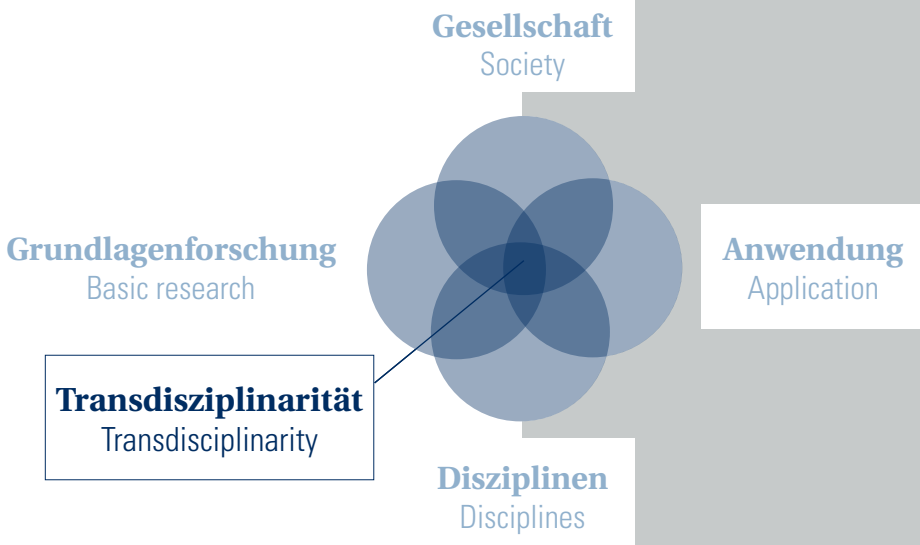 Gesellschaft
Society
Grundlagenforschung
Basic research
Anwendung
Application
Transdisziplinarität
Transdisciplinarity
Disziplinen
Disciplines